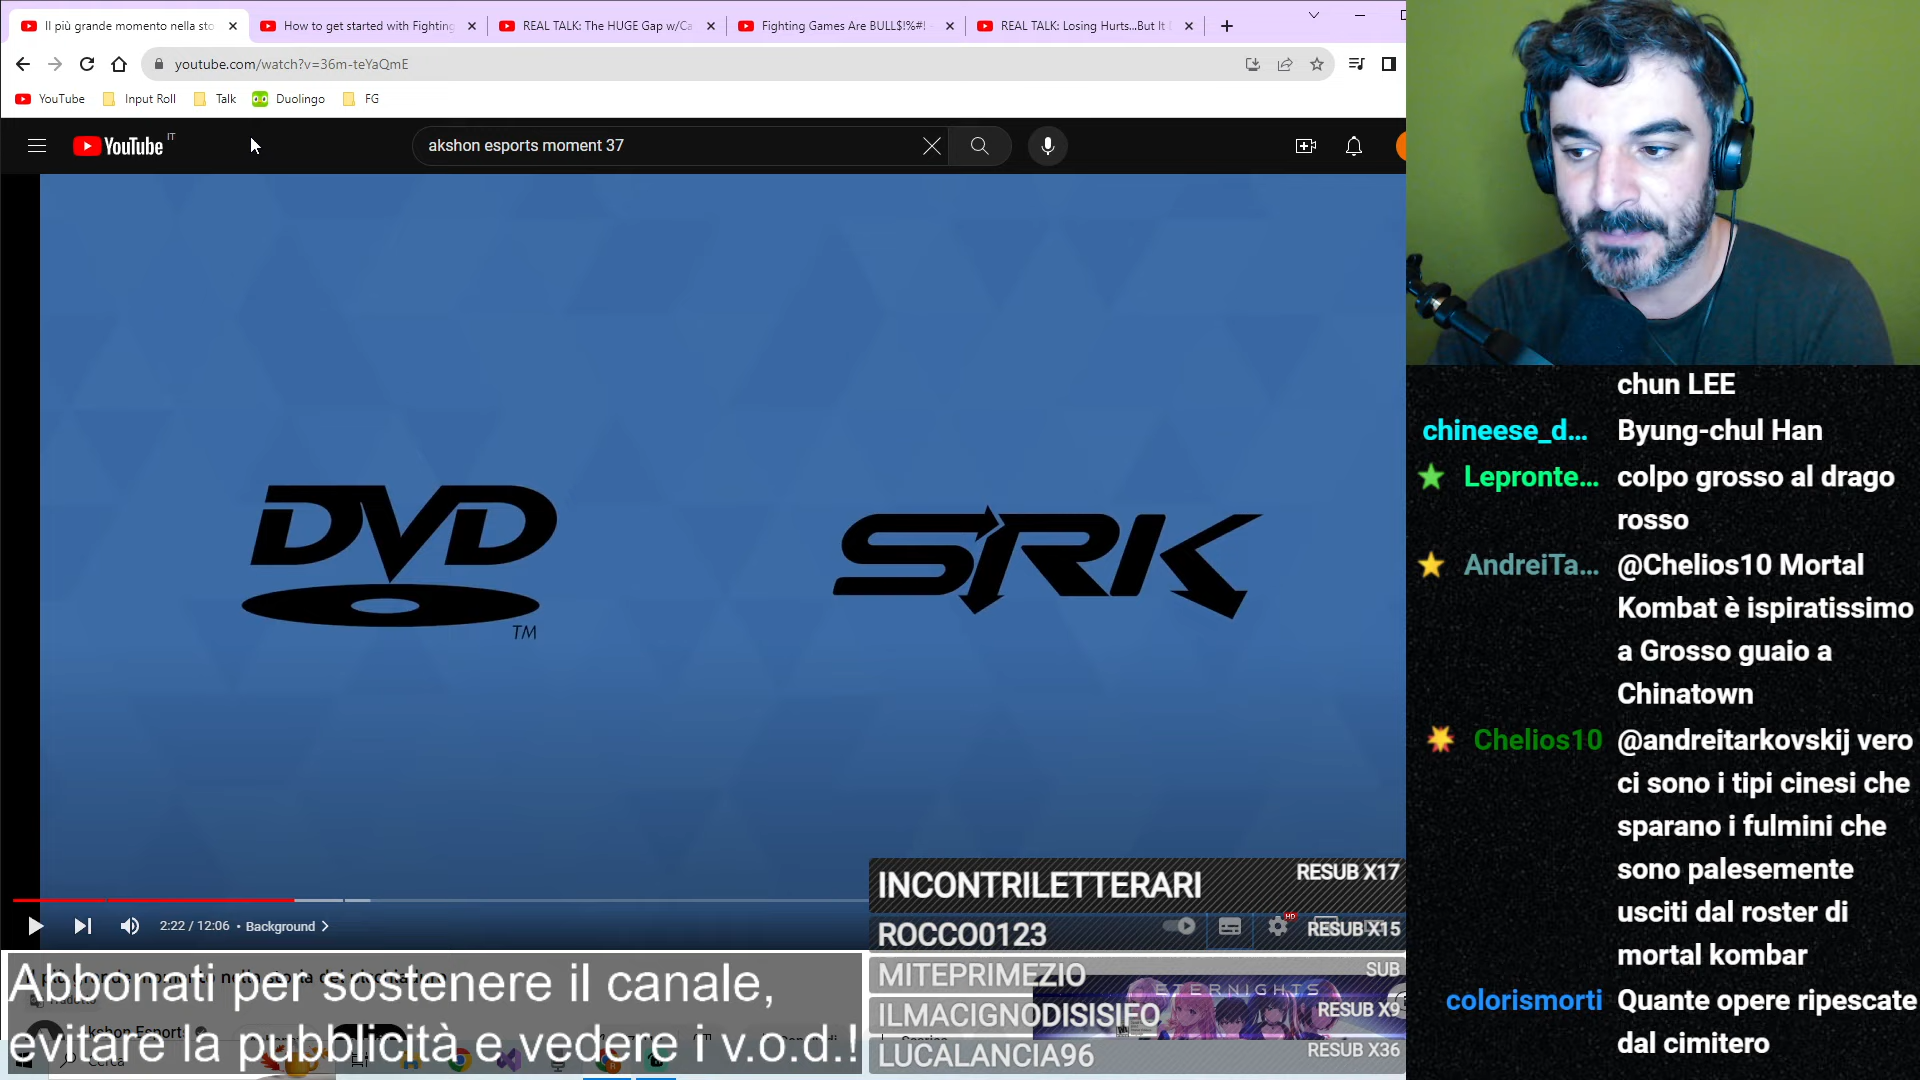 Il più grande momento nella sto
How to get started with Fighting
REAL TALK: The HUGE Gap w/Ca
Fighting Games Are BULL$!%#!
REAL TALK: Losing Hurts...But It
youtube.com/watch?v=36m-teYaQmE
YouTube
Input Roll
Talk
Duolingo
FG
YouTube IT
akshon esports moment 37
DVD
TM
SRK
2:22 / 12:06 • Background
HD
INCONTRILETTERARI RESUB X17
ROCCO0123 RESUB X15
MITEPRIMEZIO SUB
ILMACIGNODISISIFO RESUB X9
LUCALANCIA96 RESUB X36
ETERNIGHTS
Abbonati per sostenere il canale,
evitare la pubblicità e vedere i v.o.d.!
Akshon Esports
Cerca
chun LEE
chineese_d... Byung-chul Han
Lepronte... colpo grosso al drago
rosso
AndreiTa... @Chelios10 Mortal
Kombat è ispiratissimo
a Grosso guaio a
Chinatown
Chelios10 @andreitarkovskij vero
ci sono i tipi cinesi che
sparano i fulmini che
sono palesemente
usciti dal roster di
mortal kombar
colorismorti Quante opere ripescate
dal cimitero